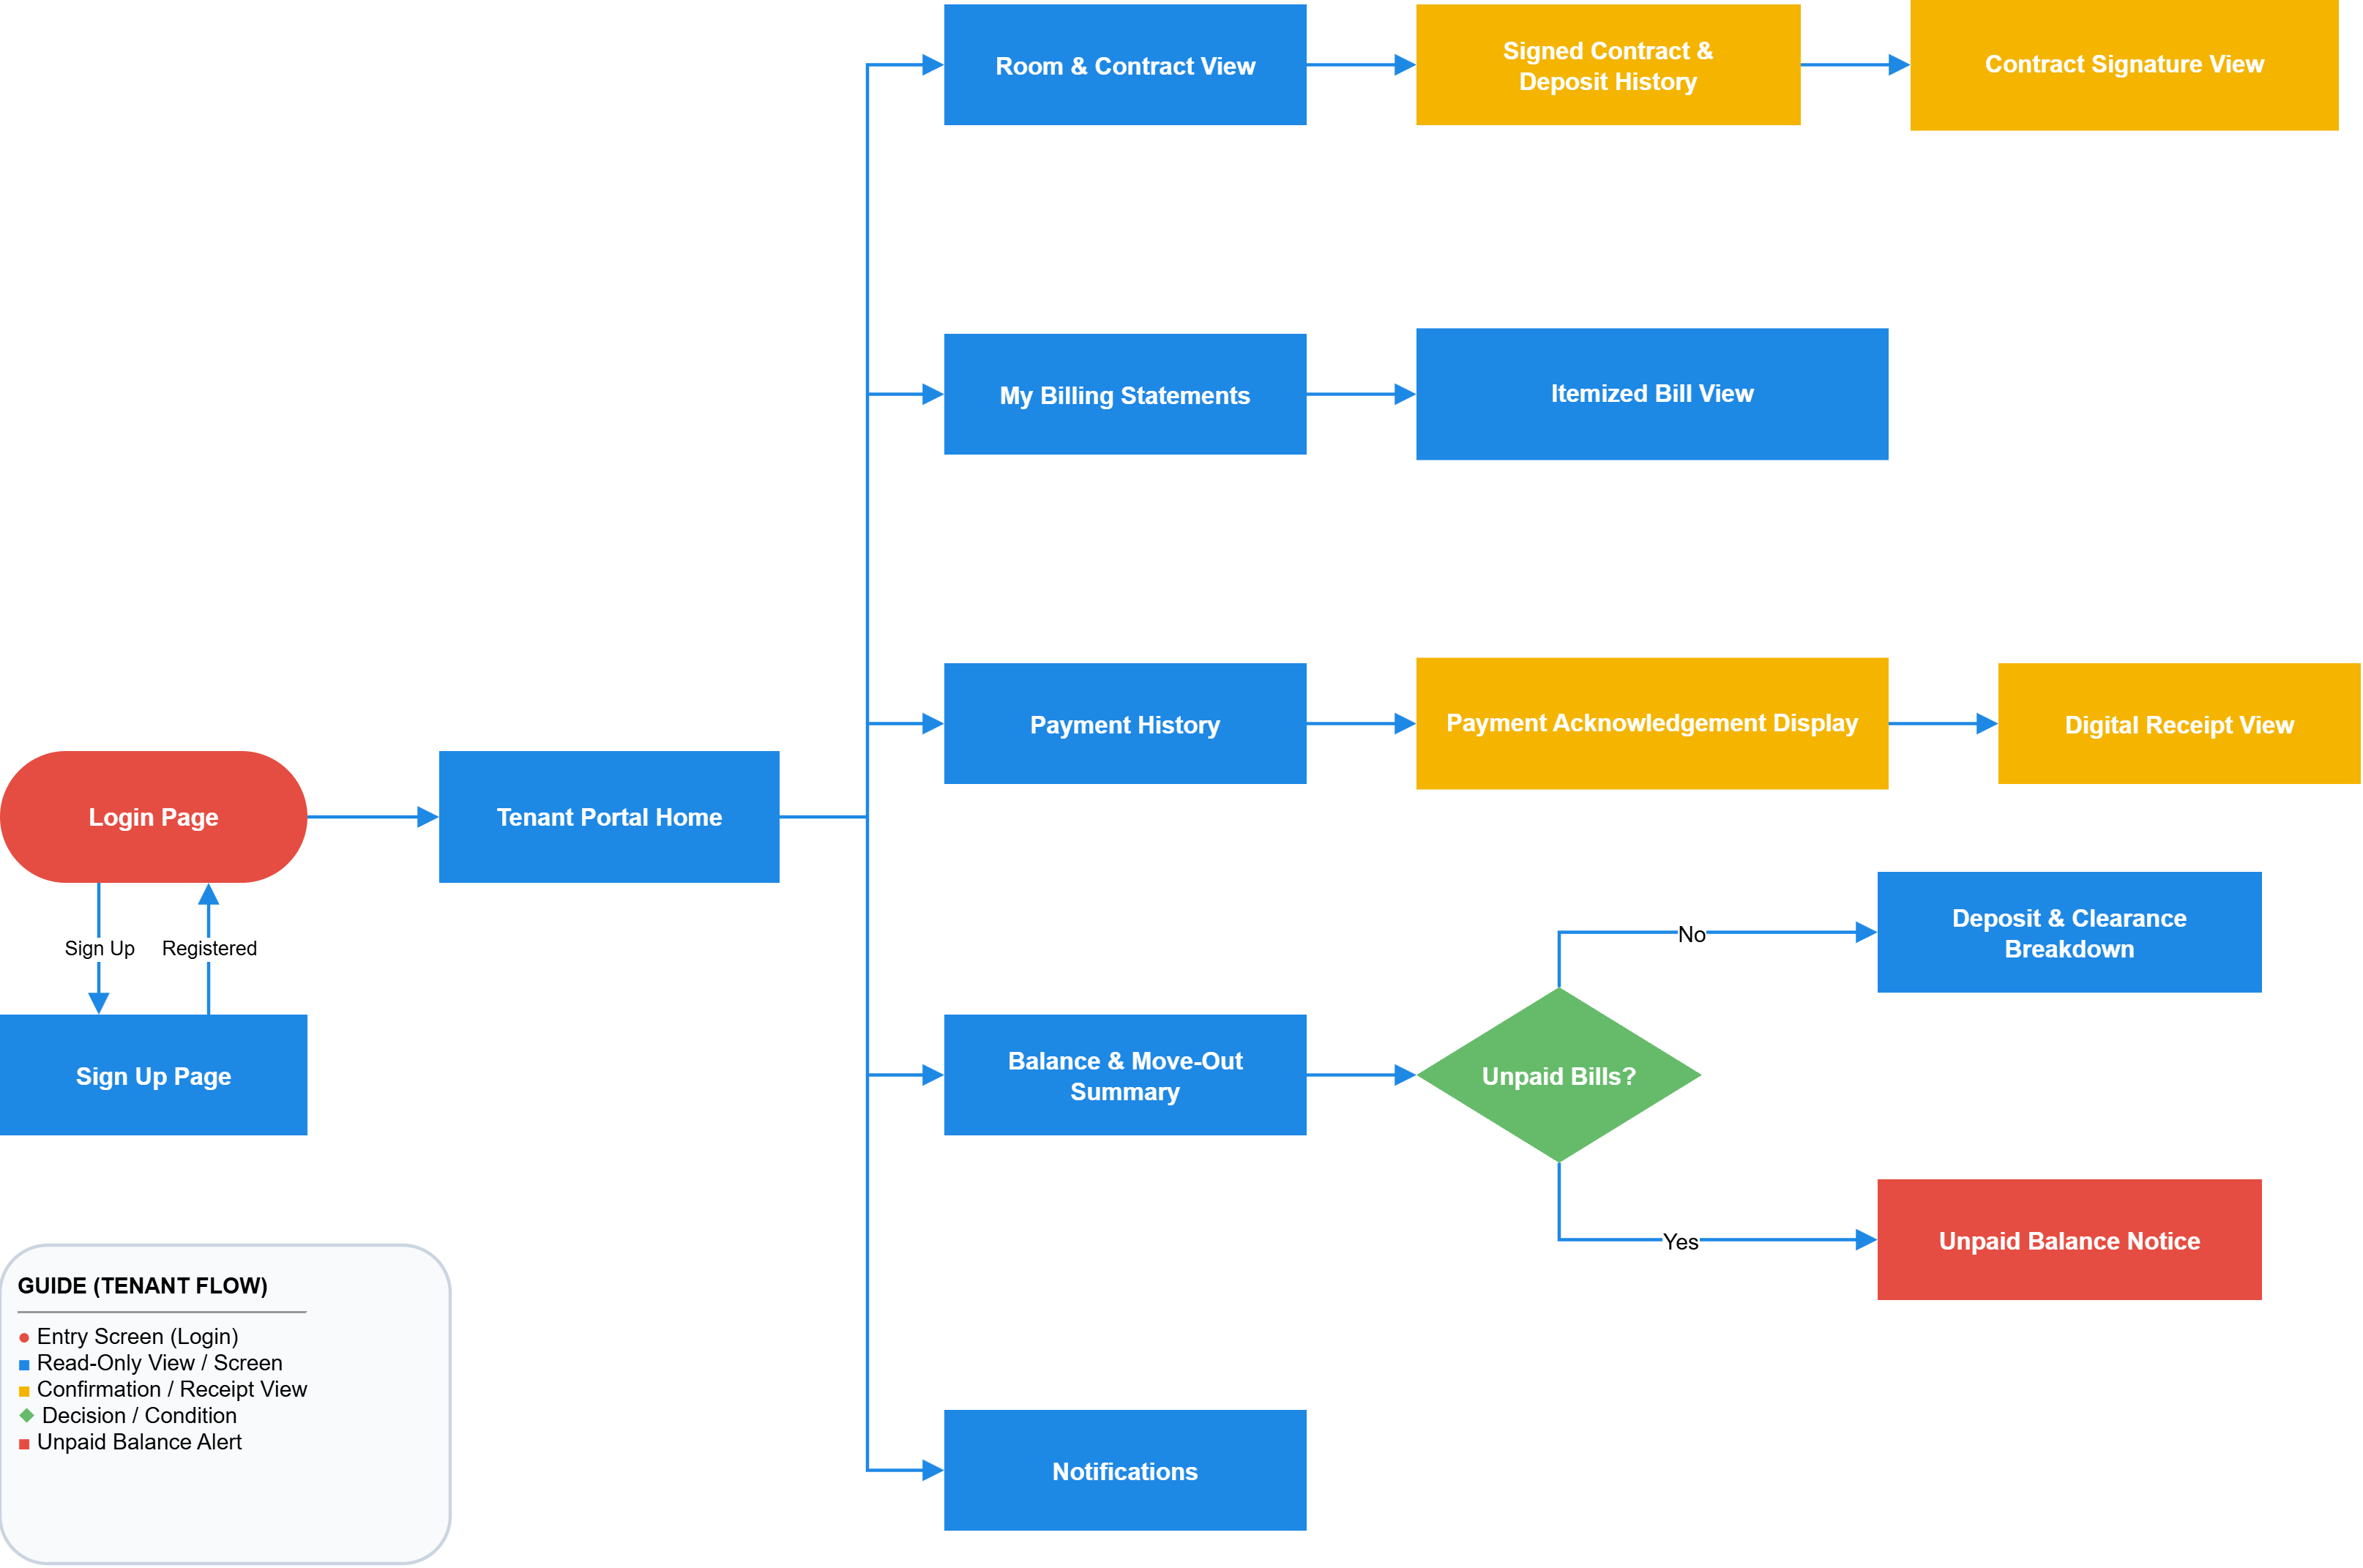 Room & Contract View
Signed Contract &
Deposit History
Contract Signature View
My Billing Statements
Itemized Bill View
Payment History
Payment Acknowledgement Display
Digital Receipt View
Login Page
Tenant Portal Home
Sign Up
Registered
Sign Up Page
Balance & Move-Out
Summary
Unpaid Bills?
No
Deposit & Clearance
Breakdown
Yes
Unpaid Balance Notice
Notifications
GUIDE (TENANT FLOW)
Entry Screen (Login)
Read-Only View / Screen
Confirmation / Receipt View
Decision / Condition
Unpaid Balance Alert